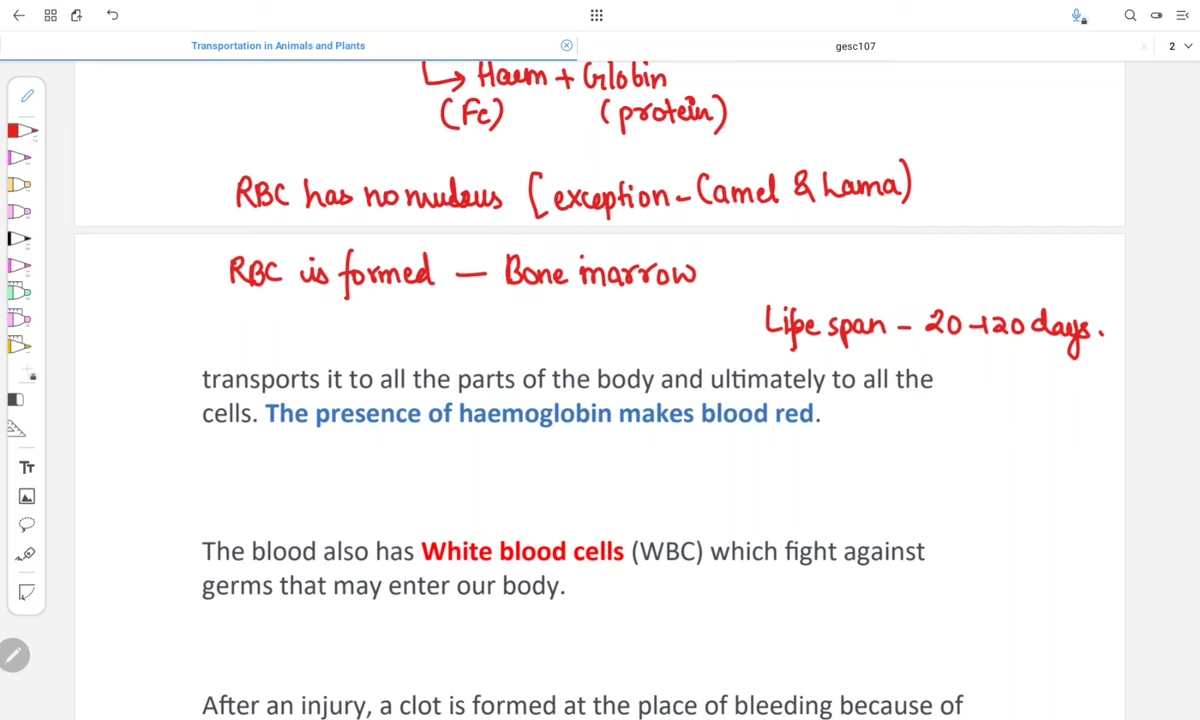 Transportation in Animals and Plants
gesc107
2
↳ Haem + Globin
(Fe) (protein)
RBC has no nucleus [exception - Camel & Lama)
RBC is formed — Bone marrow
Life span - 20-120 days.
transports it to all the parts of the body and ultimately to all the
cells. The presence of haemoglobin makes blood red.
The blood also has White blood cells (WBC) which fight against
germs that may enter our body.
After an injury, a clot is formed at the place of bleeding because of
TT